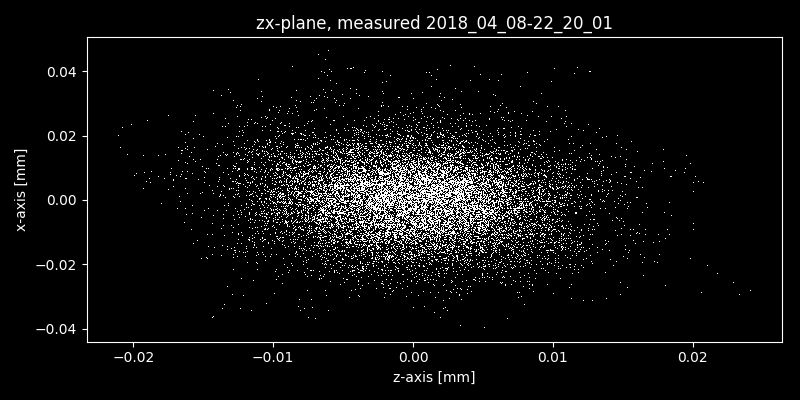 zx-plane, measured 2018_04_08-22_20_01
0.04
0.02
0.00
−0.02
−0.04
x-axis [mm]
−0.02 −0.01 0.00 0.01 0.02
z-axis [mm]